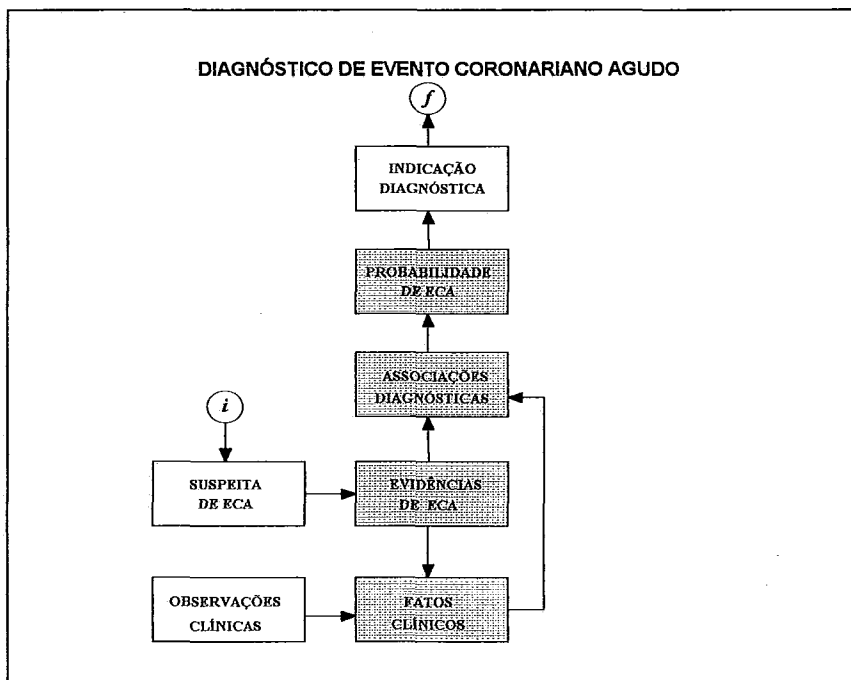 DIAGNÓSTICO DE EVENTO CORONARIANO AGUDO
f
INDICAÇÃO
DIAGNÓSTICA
PROBABILIDADE
DE ECA
ASSOCIAÇÕES
DIAGNÓSTICAS
i
SUSPEITA
DE ECA
EVIDÊNCIAS
DE ECA
OBSERVAÇÕES
CLÍNICAS
FATOS
CLÍNICOS